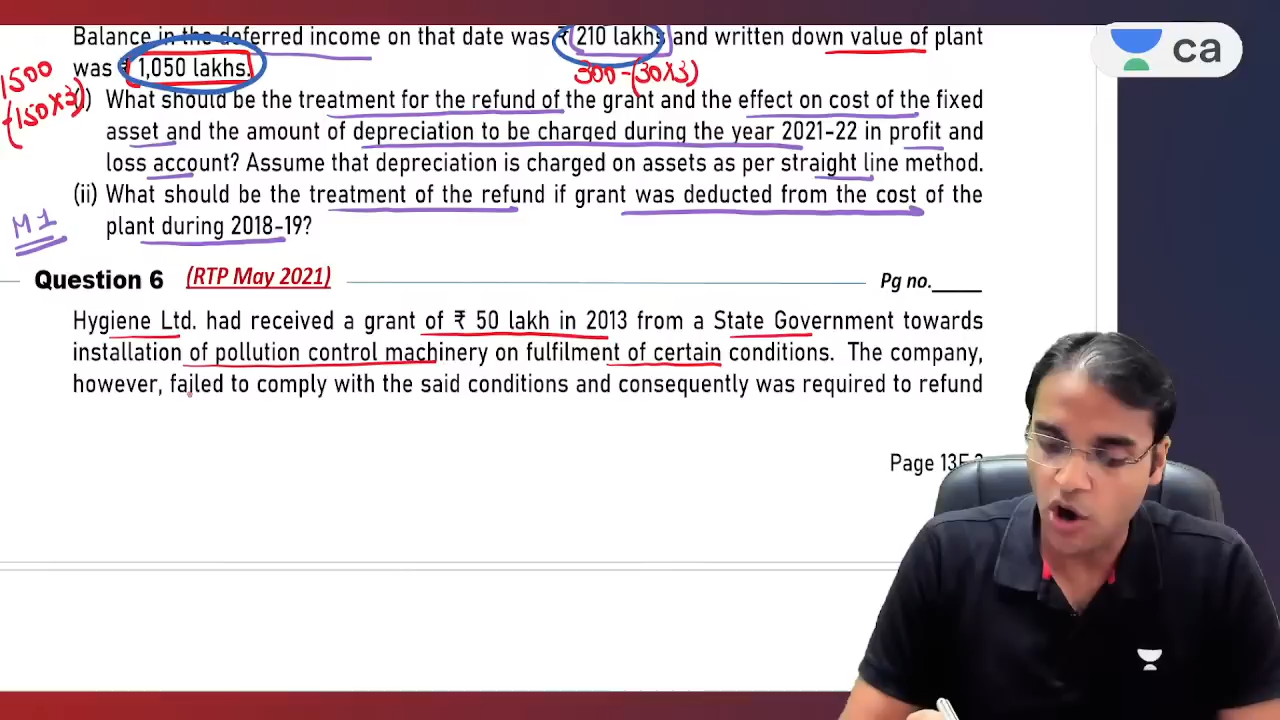 Balance in the deferred income on that date was ₹ 210 lakhs and written down value of plant
was ₹ 1,050 lakhs.
300-(30x3)
1500
-(150x3)
(i) What should be the treatment for the refund of the grant and the effect on cost of the fixed
asset and the amount of depreciation to be charged during the year 2021-22 in profit and
loss account? Assume that depreciation is charged on assets as per straight line method.
(ii) What should be the treatment of the refund if grant was deducted from the cost of the
plant during 2018-19?
M1
Question 6 (RTP May 2021) Pg no.______
Hygiene Ltd. had received a grant of ₹ 50 lakh in 2013 from a State Government towards
installation of pollution control machinery on fulfilment of certain conditions. The company,
however, failed to comply with the said conditions and consequently was required to refund
Page 13F
ca